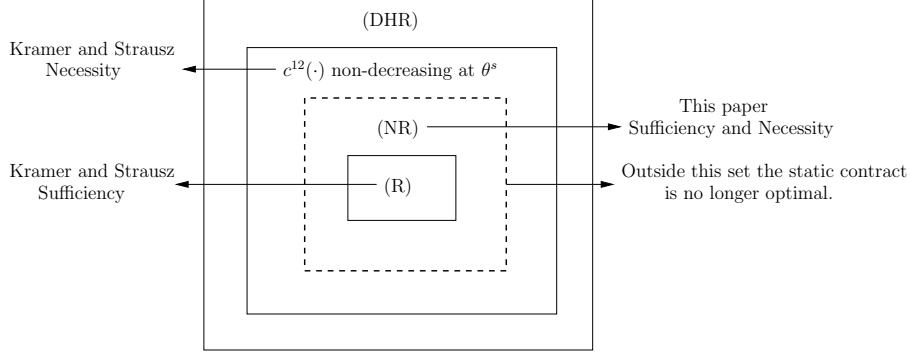 (DHR)
Kramer and Strausz
Necessity
c¹²(·) non-decreasing at θˢ
This paper
Sufficiency and Necessity
(NR)
Kramer and Strausz
Sufficiency
(R)
Outside this set the static contract
is no longer optimal.